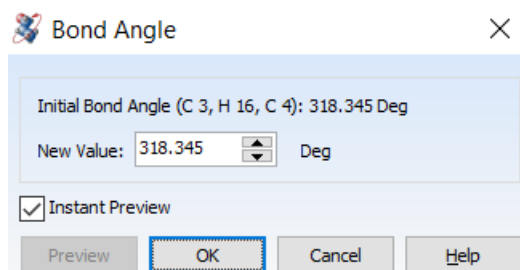 Bond Angle
Initial Bond Angle (C 3, H 16, C 4): 318.345 Deg
New Value: 318.345 Deg
Instant Preview
Preview OK Cancel Help